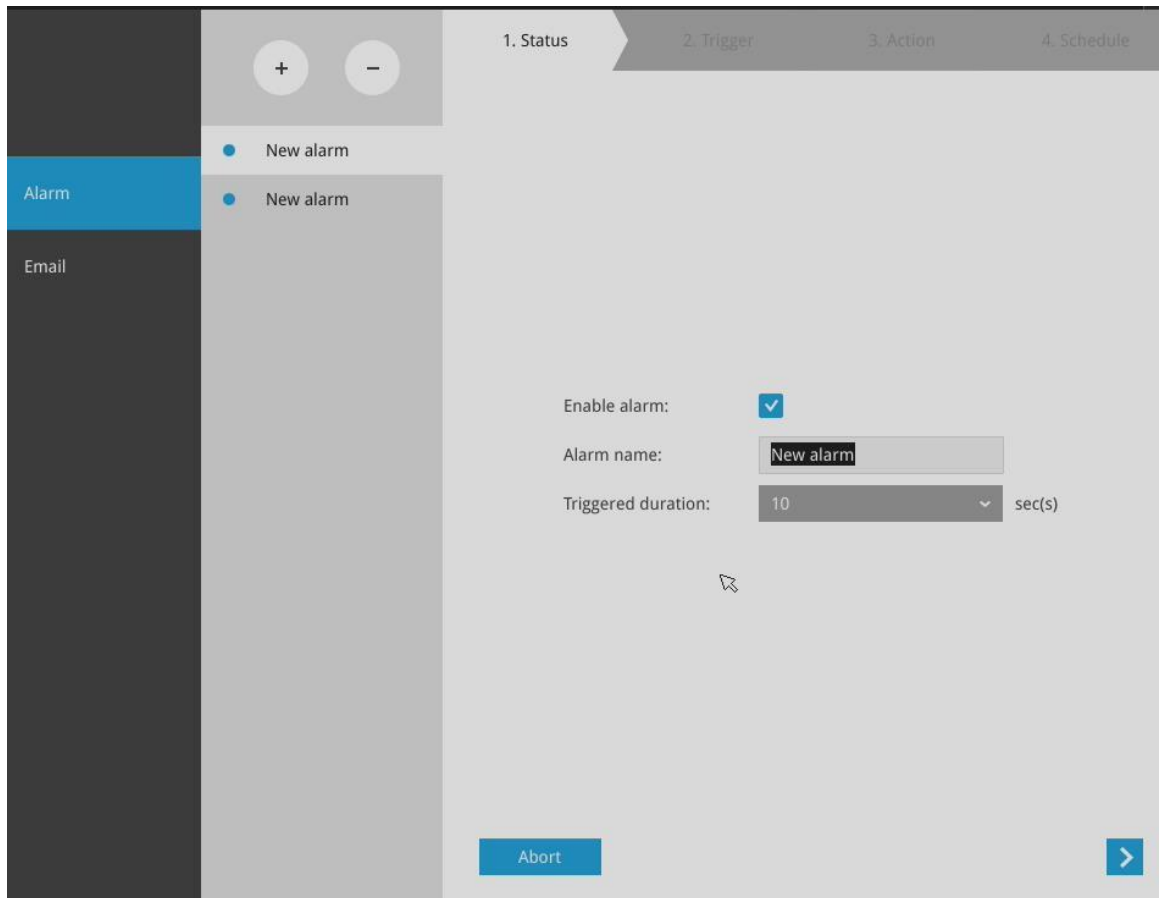 1. Status
2. Trigger
3. Action
4. Schedule
+
−
New alarm
New alarm
Alarm
Email
Enable alarm:
Alarm name: New alarm
Triggered duration: 10 sec(s)
Abort